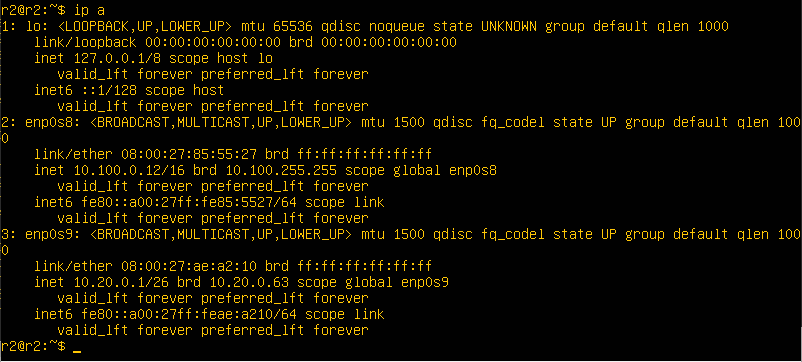 r2@r2:~$ ip a
1: lo: <LOOPBACK,UP,LOWER_UP> mtu 65536 qdisc noqueue state UNKNOWN group default qlen 1000
    link/loopback 00:00:00:00:00:00 brd 00:00:00:00:00:00
    inet 127.0.0.1/8 scope host lo
       valid_lft forever preferred_lft forever
    inet6 ::1/128 scope host
       valid_lft forever preferred_lft forever
2: enp0s8: <BROADCAST,MULTICAST,UP,LOWER_UP> mtu 1500 qdisc fq_codel state UP group default qlen 100
0
    link/ether 08:00:27:85:55:27 brd ff:ff:ff:ff:ff:ff
    inet 10.100.0.12/16 brd 10.100.255.255 scope global enp0s8
       valid_lft forever preferred_lft forever
    inet6 fe80::a00:27ff:fe85:5527/64 scope link
       valid_lft forever preferred_lft forever
3: enp0s9: <BROADCAST,MULTICAST,UP,LOWER_UP> mtu 1500 qdisc fq_codel state UP group default qlen 100
0
    link/ether 08:00:27:ae:a2:10 brd ff:ff:ff:ff:ff:ff
    inet 10.20.0.1/26 brd 10.20.0.63 scope global enp0s9
       valid_lft forever preferred_lft forever
    inet6 fe80::a00:27ff:feae:a210/64 scope link
       valid_lft forever preferred_lft forever
r2@r2:~$ _